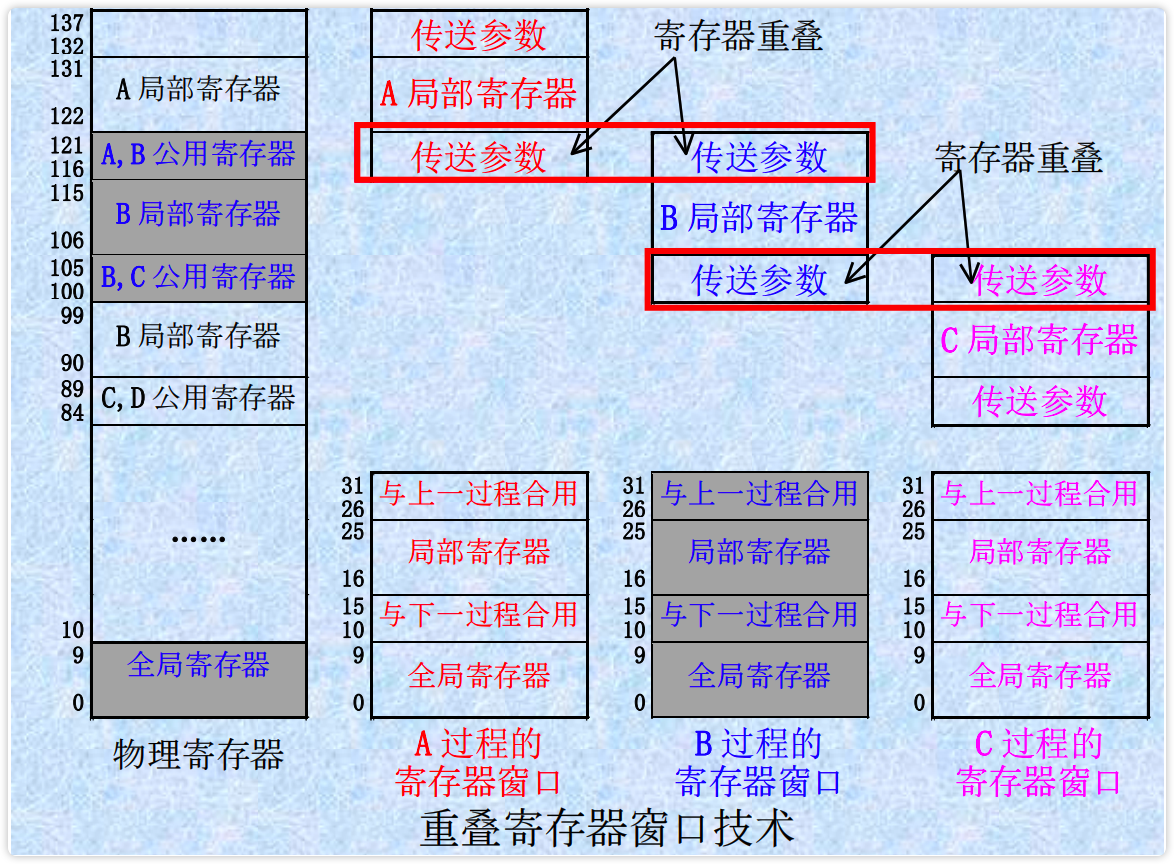 137
132
131
A 局部寄存器
122
121
A,B 公用寄存器
116
115
B 局部寄存器
106
105
B,C 公用寄存器
100
99
B 局部寄存器
90
89
C,D 公用寄存器
84
……
10
9
全局寄存器
0
物理寄存器
传送参数
A 局部寄存器
传送参数
寄存器重叠
传送参数
B 局部寄存器
传送参数
寄存器重叠
传送参数
C 局部寄存器
传送参数
31
与上一过程合用
26
25
局部寄存器
16
15
与下一过程合用
10
9
全局寄存器
0
A 过程的
寄存器窗口
31
与上一过程合用
26
25
局部寄存器
16
15
与下一过程合用
10
9
全局寄存器
0
B 过程的
寄存器窗口
31
与上一过程合用
26
25
局部寄存器
16
15
与下一过程合用
10
9
全局寄存器
0
C 过程的
寄存器窗口
重叠寄存器窗口技术